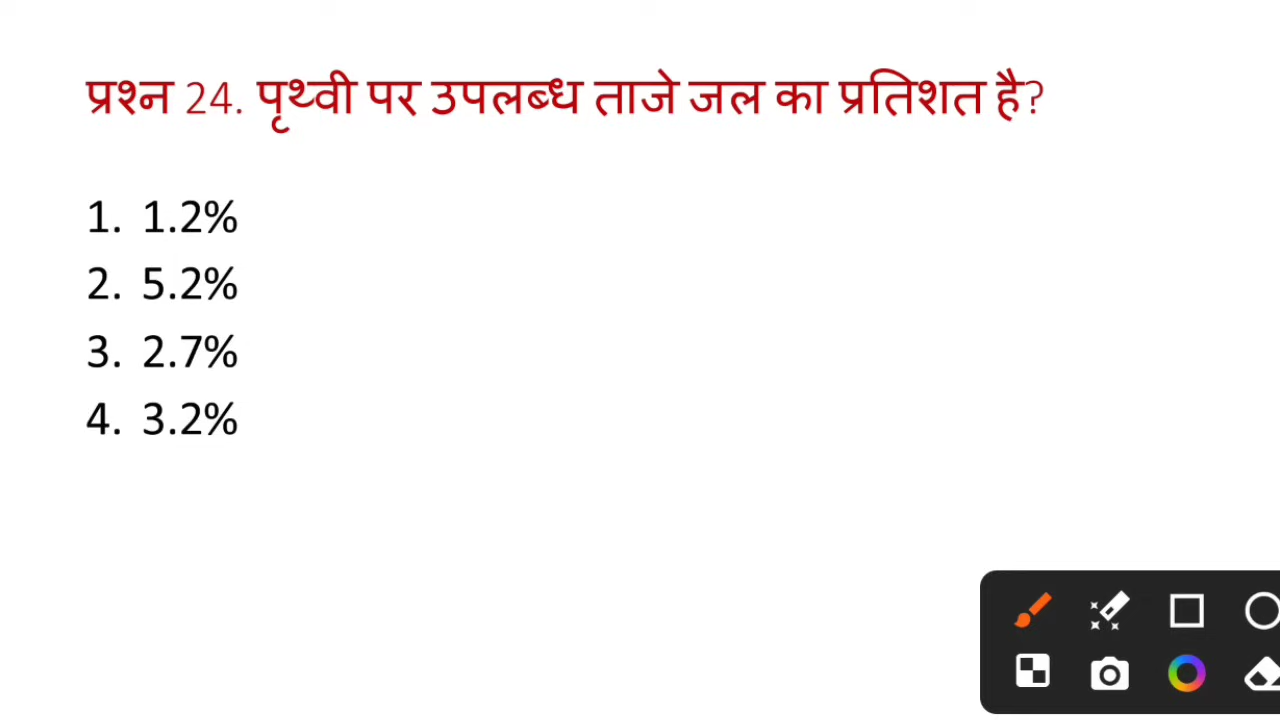 प्रश्न 24. पृथ्वी पर उपलब्ध ताजे जल का प्रतिशत है?
1. 1.2%
2. 5.2%
3. 2.7%
4. 3.2%